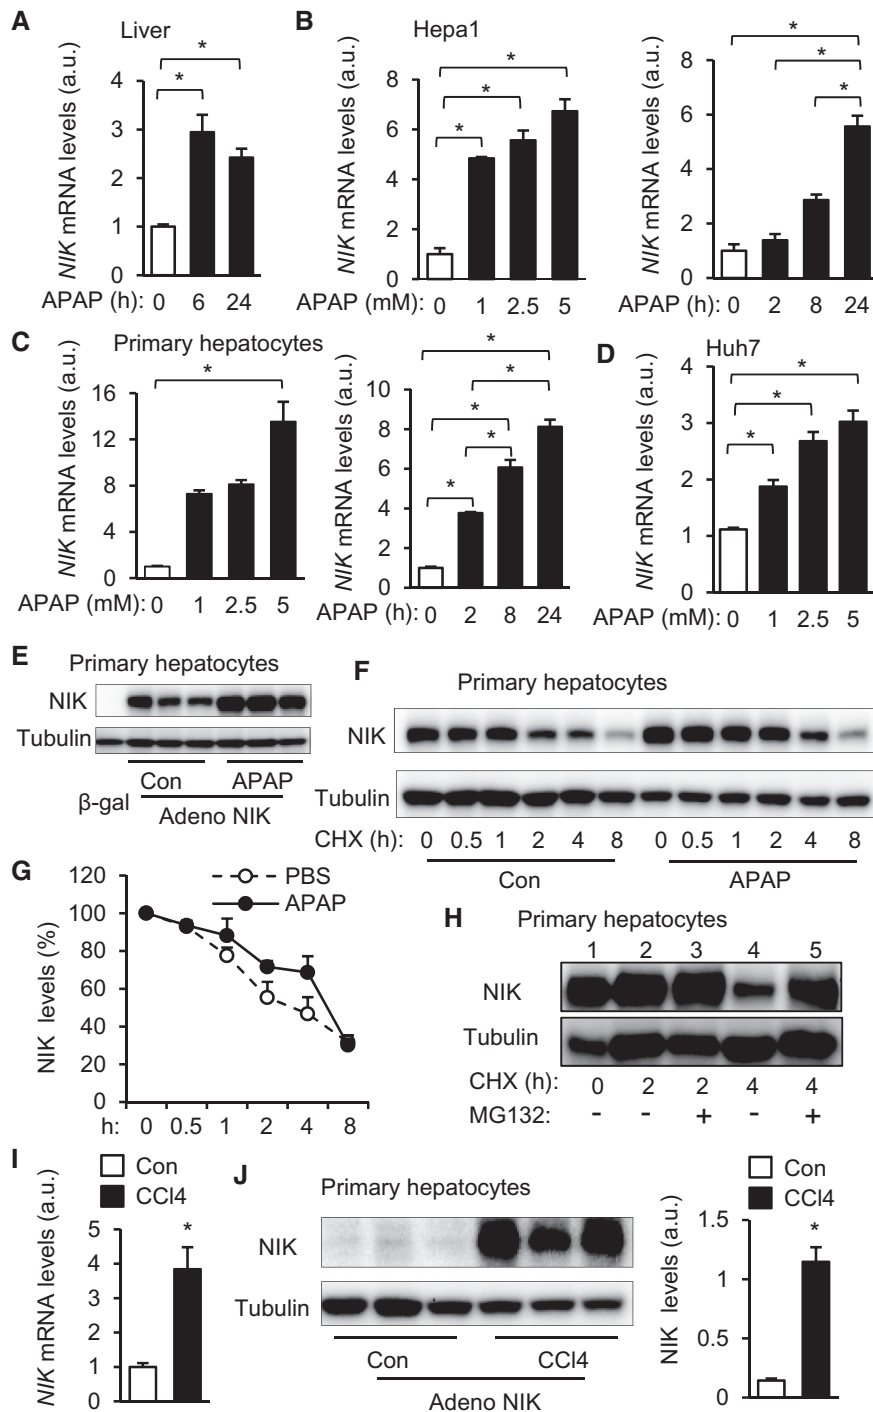 A
Liver
NIK mRNA levels (a.u.)
4
3
2
1
0
* *
APAP (h): 0 6 24
B
Hepa1
NIK mRNA levels (a.u.)
8
6
4
2
0
* * *
APAP (mM): 0 1 2.5 5
NIK mRNA levels (a.u.)
8
6
4
2
0
* * *
APAP (h): 0 2 8 24
C
Primary hepatocytes
NIK mRNA levels (a.u.)
16
12
8
4
0
*
APAP (mM): 0 1 2.5 5
NIK mRNA levels (a.u.)
10
8
6
4
2
0
* * * * *
APAP (h): 0 2 8 24
D
Huh7
NIK mRNA levels (a.u.)
4
3
2
1
0
* * *
APAP (mM): 0 1 2.5 5
E
Primary hepatocytes
NIK
Tubulin
Con APAP
β-gal
Adeno NIK
F
Primary hepatocytes
NIK
Tubulin
CHX (h): 0 0.5 1 2 4 8 0 0.5 1 2 4 8
Con APAP
G
NIK levels (%)
120
100
80
60
40
20
0
PBS
APAP
h: 0 0.5 1 2 4 8
H
Primary hepatocytes
1 2 3 4 5
NIK
Tubulin
CHX (h): 0 2 2 4 4
MG132: - - + - +
I
Con
CCl4
NIK mRNA levels (a.u.)
5
4
3
2
1
0
*
J
Primary hepatocytes
NIK
Tubulin
Con CCl4
Adeno NIK
Con
CCl4
NIK levels (a.u.)
1.5
1
0.5
0
*